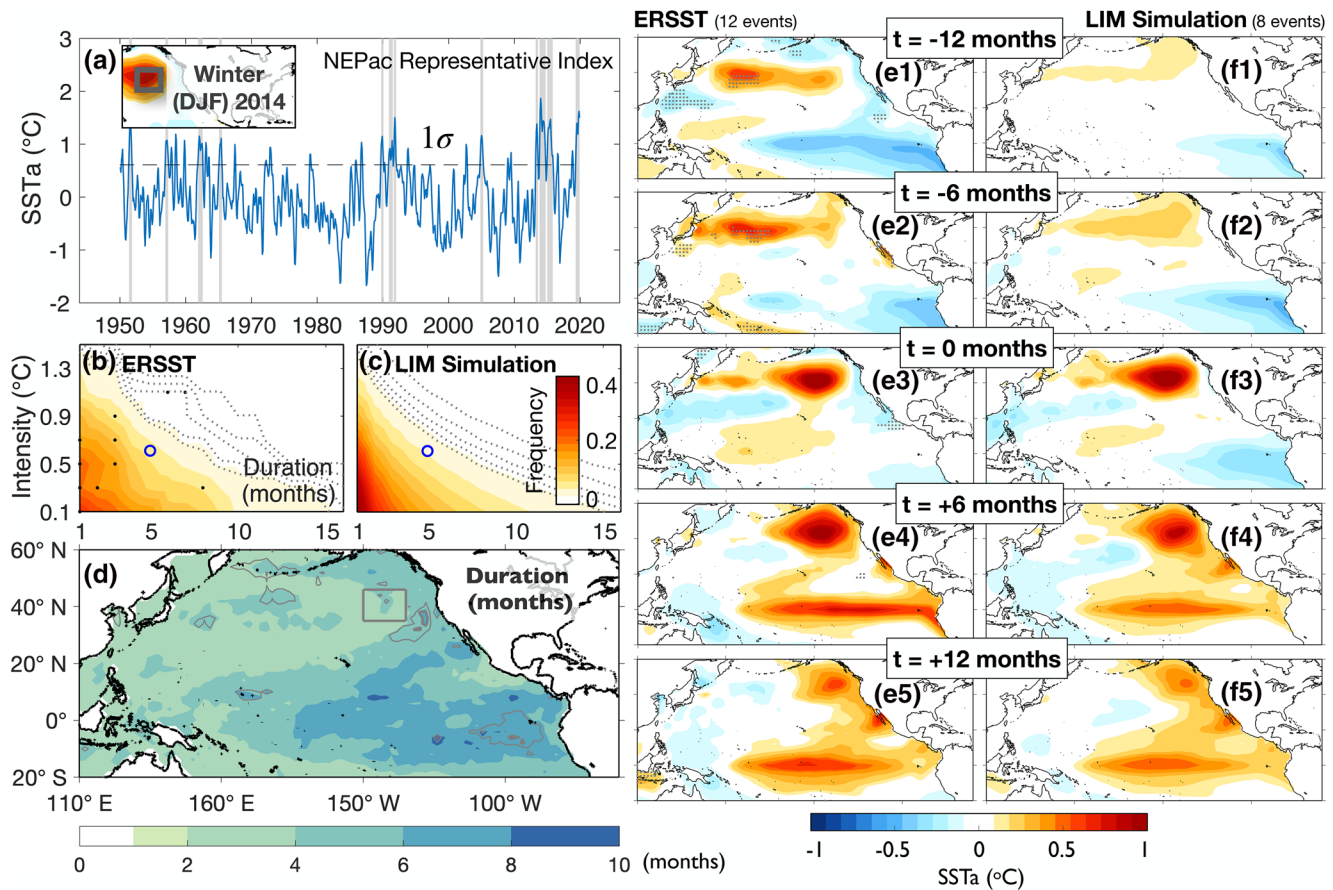 ERSST (12 events)
LIM Simulation (8 events)
(a)
NEPac Representative Index
Winter
(DJF) 2014
1σ
SSTa (°C)
3
2
1
0
-1
-2
1950 1960 1970 1980 1990 2000 2010 2020
(b) ERSST
(c) LIM Simulation
Intensity (°C)
1.3
0.9
0.5
0.1
Duration
(months)
Frequency
0.4
0.2
0
1 5 10 15
1 5 10 15
(d)
Duration
(months)
60° N
40° N
20° N
0°
20° S
110° E 160° E 150° W 100° W
0 2 4 6 8 10
(months)
t = -12 months
(e1)
(f1)
t = -6 months
(e2)
(f2)
t = 0 months
(e3)
(f3)
t = +6 months
(e4)
(f4)
t = +12 months
(e5)
(f5)
-1 -0.5 0 0.5 1
SSTa (°C)